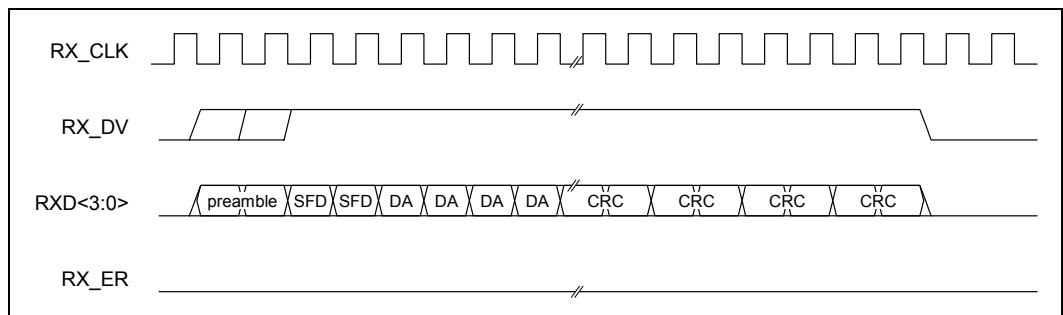 RX_CLK
RX_DV
RXD<3:0> preamble SFD SFD DA DA DA DA CRC CRC CRC CRC
RX_ER